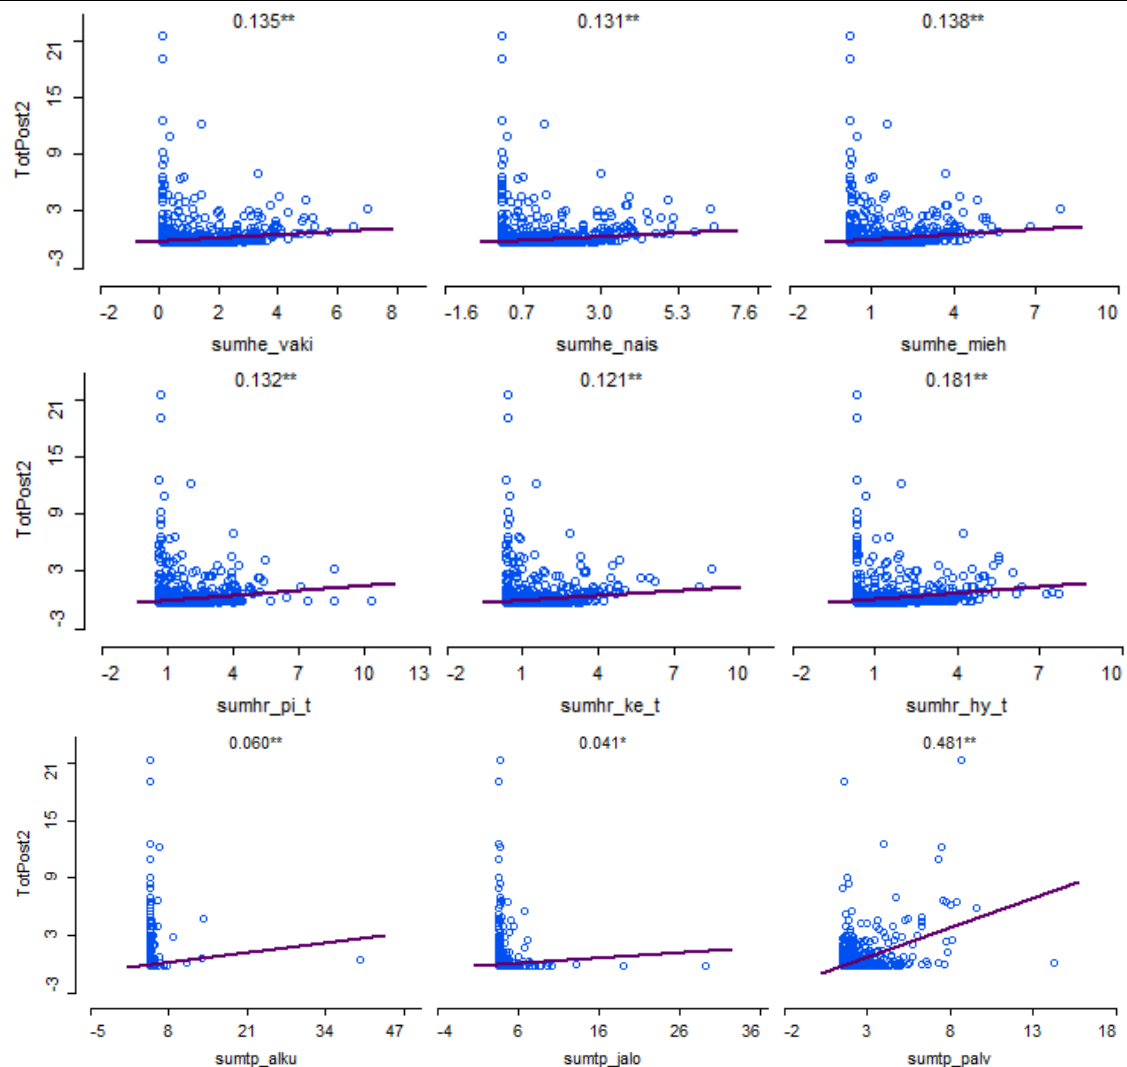 0.135** 0.131** 0.138**
TotPost2
21
15
9
3
-3
-2 0 2 4 6 8 -1.6 0.7 3.0 5.3 7.6 -2 1 4 7 10
sumhe_vaki sumhe_nais sumhe_mieh
0.132** 0.121** 0.181**
TotPost2
21
15
9
3
-3
-2 1 4 7 10 13 -2 1 4 7 10 -2 1 4 7 10
sumhr_pi_t sumhr_ke_t sumhr_hy_t
0.060** 0.041* 0.481**
TotPost2
21
15
9
3
-3
-5 8 21 34 47 -4 6 16 26 36 -2 3 8 13 18
sumtp_alku sumtp_jalo sumtp_palv